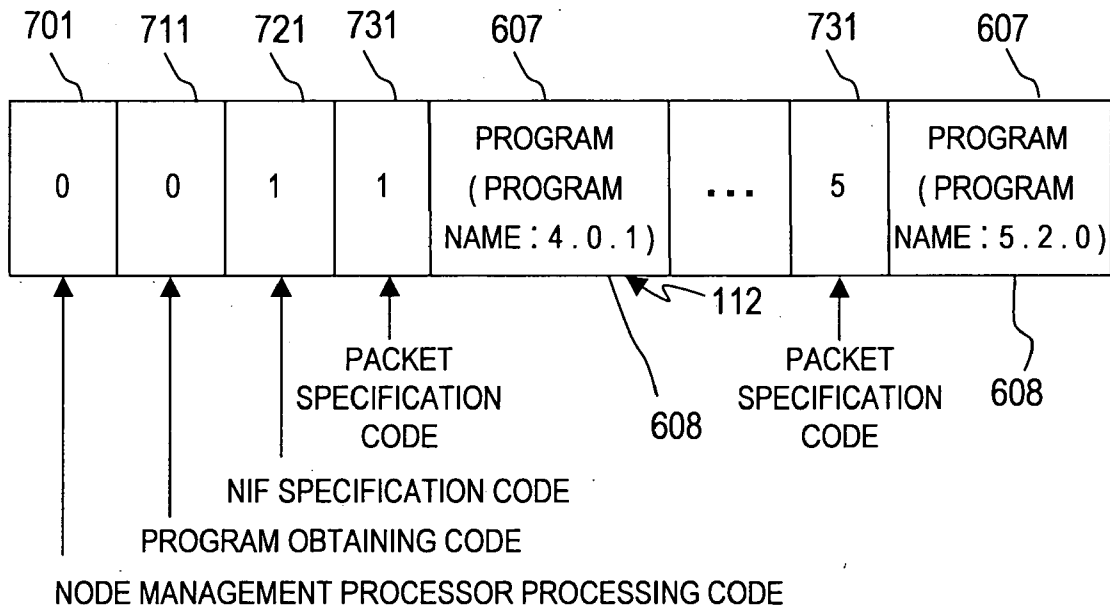 701 711 721 731 607 731 607
0 0 1 1 PROGRAM (PROGRAM NAME:4.0.1) ... 5 PROGRAM (PROGRAM NAME:5.2.0)
112
PACKET SPECIFICATION CODE
608
PACKET SPECIFICATION CODE
608
NIF SPECIFICATION CODE
PROGRAM OBTAINING CODE
NODE MANAGEMENT PROCESSOR PROCESSING CODE